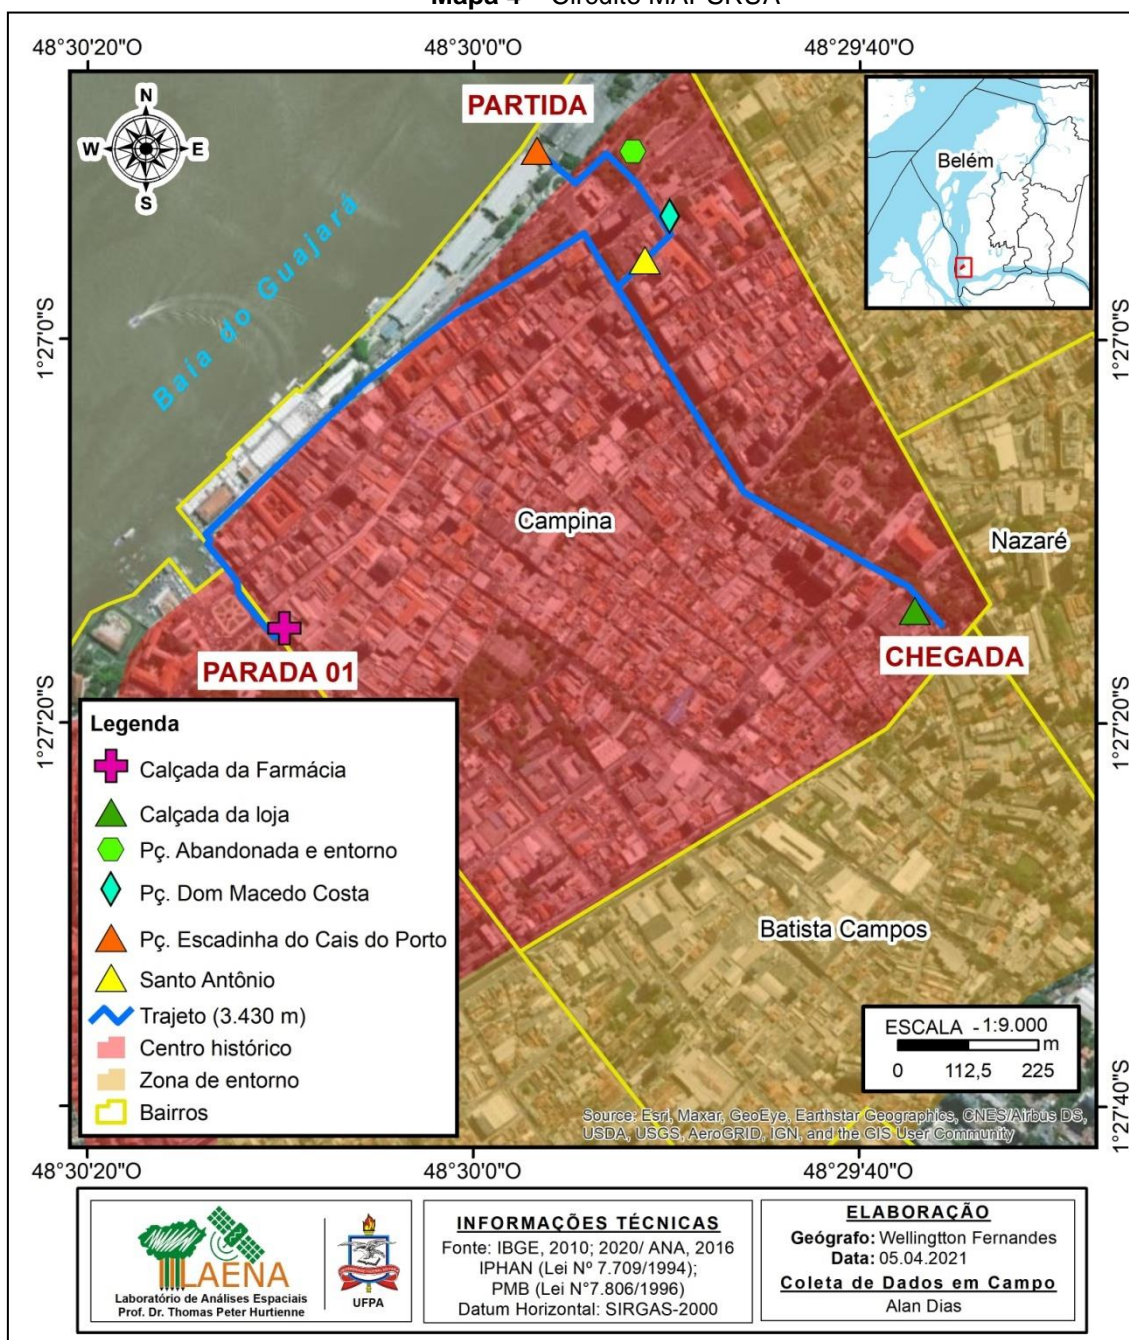 Mapa 4 – Circuito MAPURUÁ
48°30'20"O
48°30'0"O
48°29'40"O
N
W
E
S
PARTIDA
Belém
Baía do Guajará
1°27'0"S
1°27'0"S
Campina
Nazaré
PARADA 01
CHEGADA
1°27'20"S
1°27'20"S
Legenda
Calçada da Farmácia
Calçada da loja
Pç. Abandonada e entorno
Pç. Dom Macedo Costa
Pç. Escadinha do Cais do Porto
Santo Antônio
Trajeto (3.430 m)
Centro histórico
Zona de entorno
Bairros
Batista Campos
ESCALA - 1:9.000
m
0 112,5 225
Source: Esri, Maxar, GeoEye, Earthstar Geographics, CNES/Airbus DS,
USDA, USGS, AeroGRID, IGN, and the GIS User Community
1°27'40"S
48°30'20"O
48°30'0"O
48°29'40"O
LAENA
Laboratório de Análises Espaciais
Prof. Dr. Thomas Peter Hurtienne
UFPA
INFORMAÇÕES TÉCNICAS
Fonte: IBGE, 2010; 2020/ ANA, 2016
IPHAN (Lei Nº 7.709/1994);
PMB (Lei N°7.806/1996)
Datum Horizontal: SIRGAS-2000
ELABORAÇÃO
Geógrafo: Wellingtton Fernandes
Data: 05.04.2021
Coleta de Dados em Campo
Alan Dias